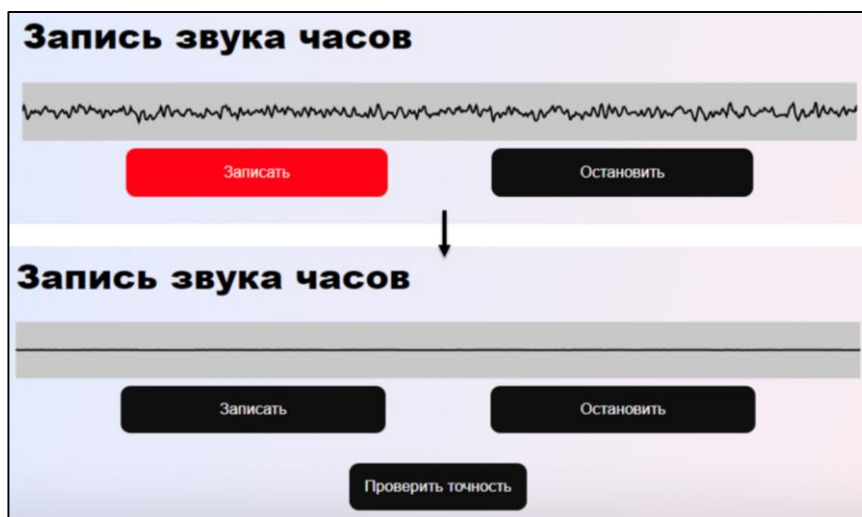 Запись звука часов
Записать Остановить
Запись звука часов
Записать Остановить
Проверить точность